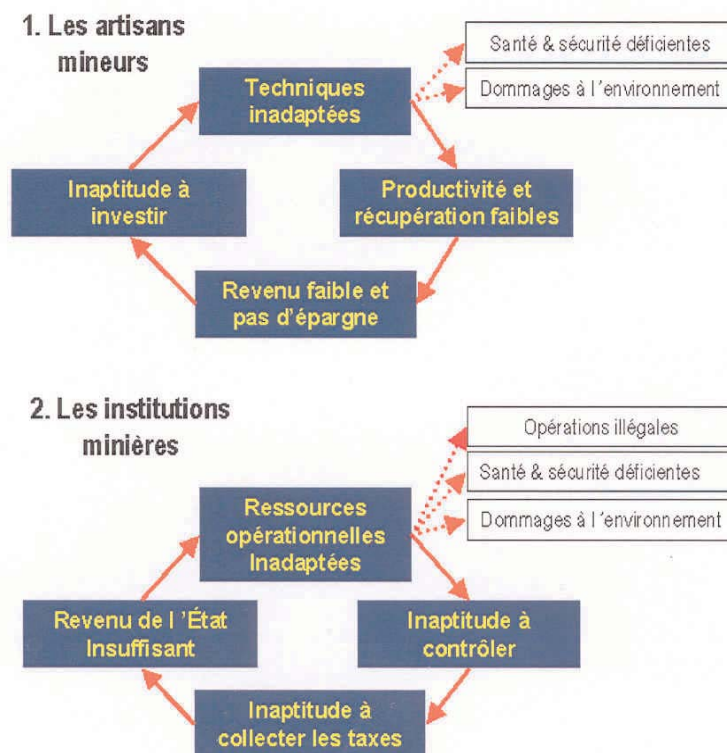 1. Les artisans
mineurs
Santé & sécurité déficientes
Dommages à l 'environnement
Techniques
inadaptées
Inaptitude à
investir
Productivité et
récupération faibles
Revenu faible et
pas d'épargne
2. Les institutions
minières
Opérations illégales
Santé & sécurité déficientes
Dommages à l 'environnement
Ressources
opérationnelles
Inadaptées
Revenu de l 'État
Insuffisant
Inaptitude à
contrôler
Inaptitude à
collecter les taxes